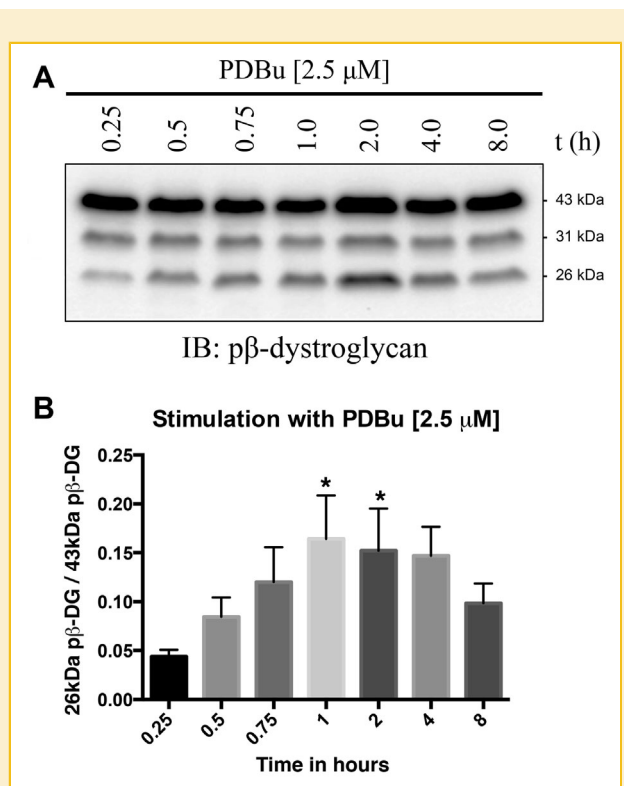 A
PDBu [2.5 μM]
0.25 0.5 0.75 1.0 2.0 4.0 8.0 t (h)
43 kDa
31 kDa
26 kDa
IB: pβ-dystroglycan
B
Stimulation with PDBu [2.5 μM]
26kDa pβ-DG / 43kDa pβ-DG
0.25
0.20
0.15
0.10
0.05
0.00
* *
0.25 0.5 0.75 1 2 4 8
Time in hours